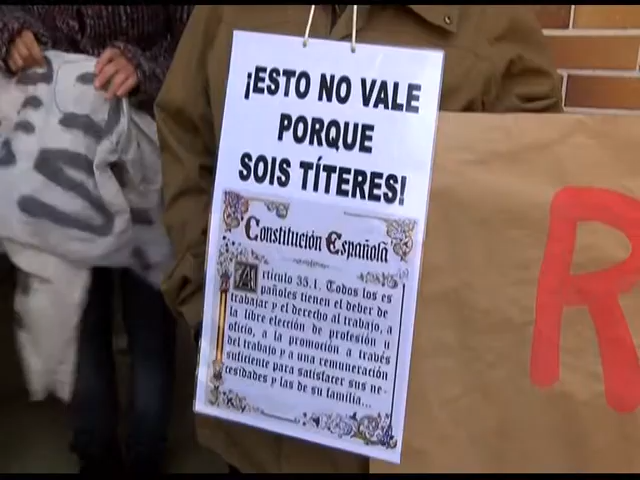 ¡ESTO NO VALE
PORQUE
SOIS TÍTERES!
Constitución Española
Artículo 35.1. Todos los es
pañoles tienen el deber de
trabajar y el derecho al trabajo, a
la libre elección de profesión u
oficio, a la promoción a través
del trabajo y a una remuneración
suficiente para satisfacer sus ne-
cesidades y las de su familia...
R